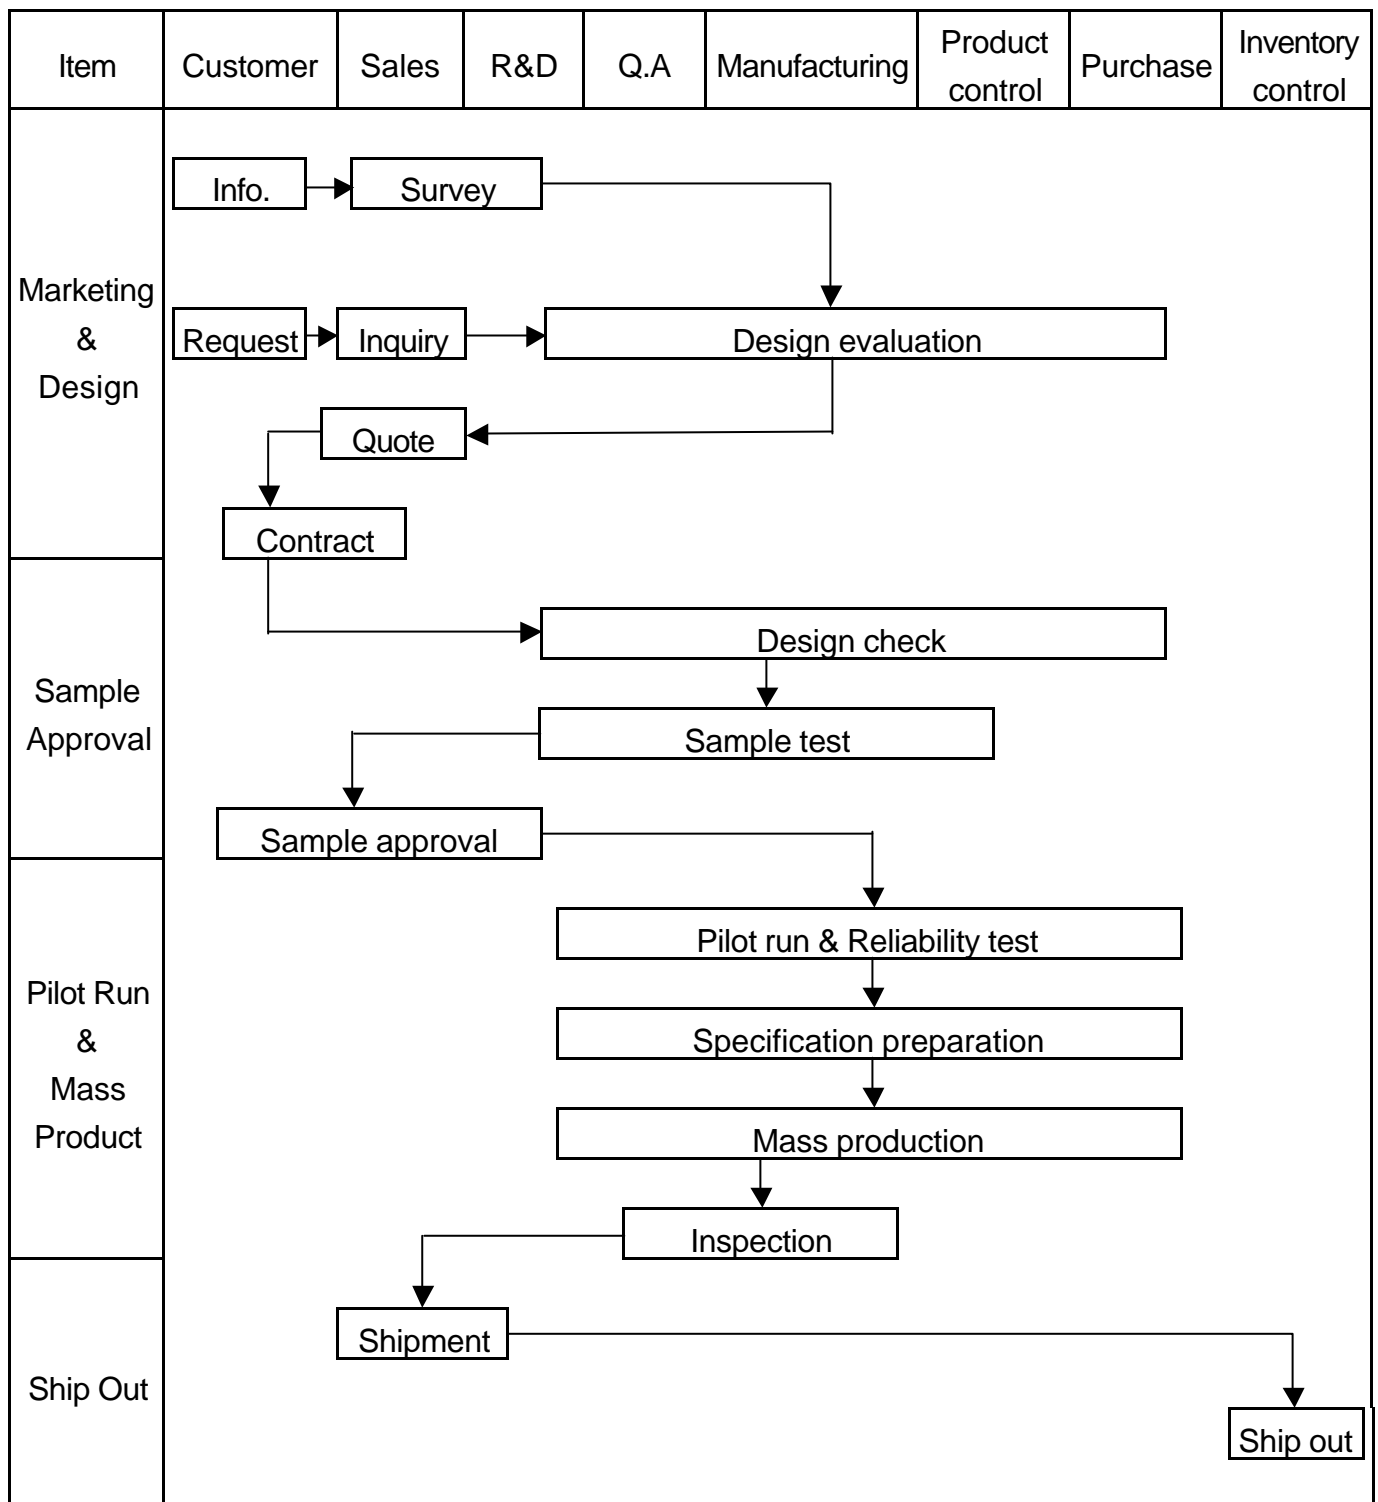 Item
Customer
Sales
R&D
Q.A
Manufacturing
Product
control
Purchase
Inventory
control
Marketing
&
Design
Info.
Survey
Request
Inquiry
Design evaluation
Quote
Contract
Sample
Approval
Design check
Sample test
Sample approval
Pilot Run
&
Mass
Product
Pilot run & Reliability test
Specification preparation
Mass production
Inspection
Ship Out
Shipment
Ship out